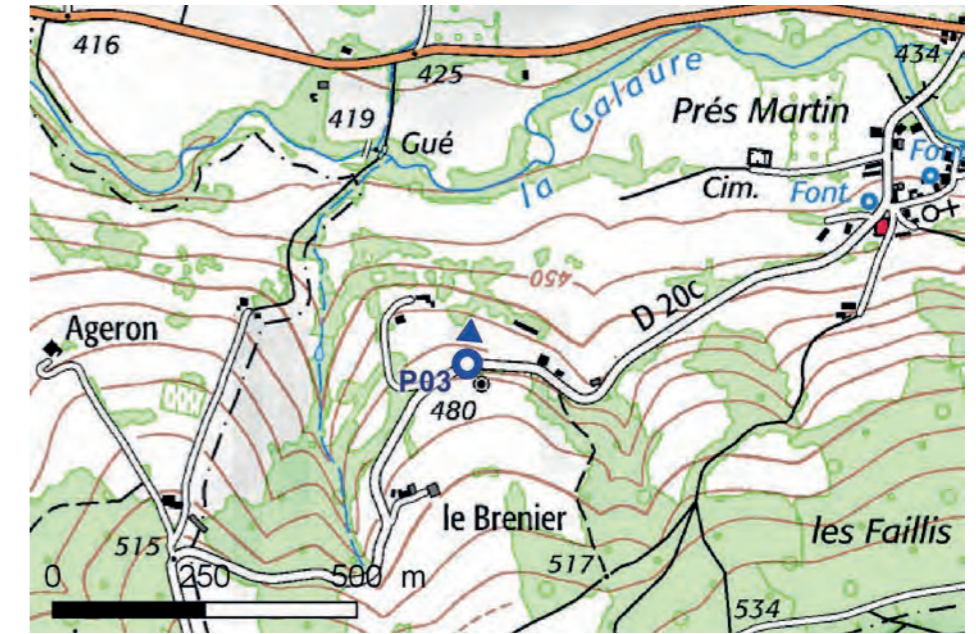 416
425
434
419
Gué
la Galaure
Prés Martin
Cim.
Font.
Font
450
D 20c
Ageron
P03
480
le Brenier
les Faillis
515
517
534
0 250 500 m